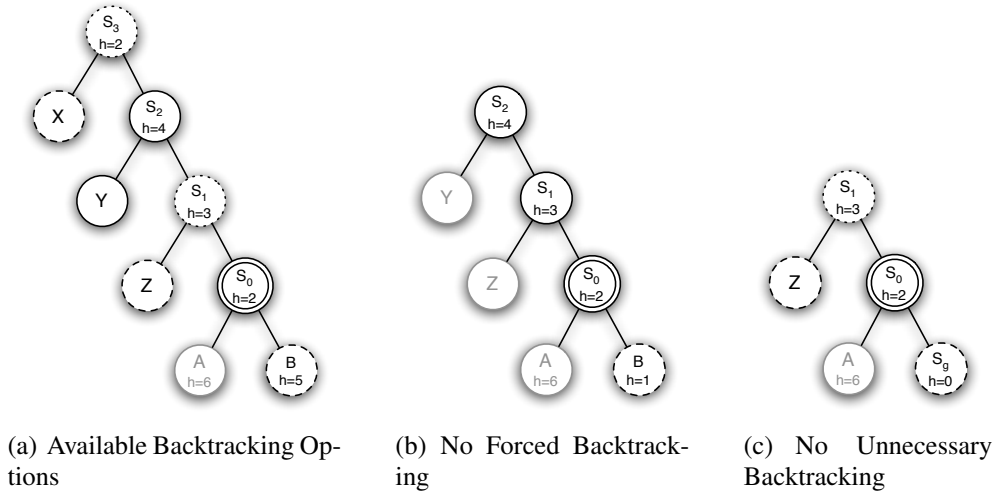 S3
h=2
X
S2
h=4
Y
S1
h=3
Z
S0
h=2
A
h=6
B
h=5
(a) Available Backtracking Op-
tions
S2
h=4
Y
S1
h=3
Z
S0
h=2
A
h=6
B
h=1
(b) No Forced Backtrack-
ing
S1
h=3
Z
S0
h=2
A
h=6
Sg
h=0
(c) No Unnecessary
Backtracking